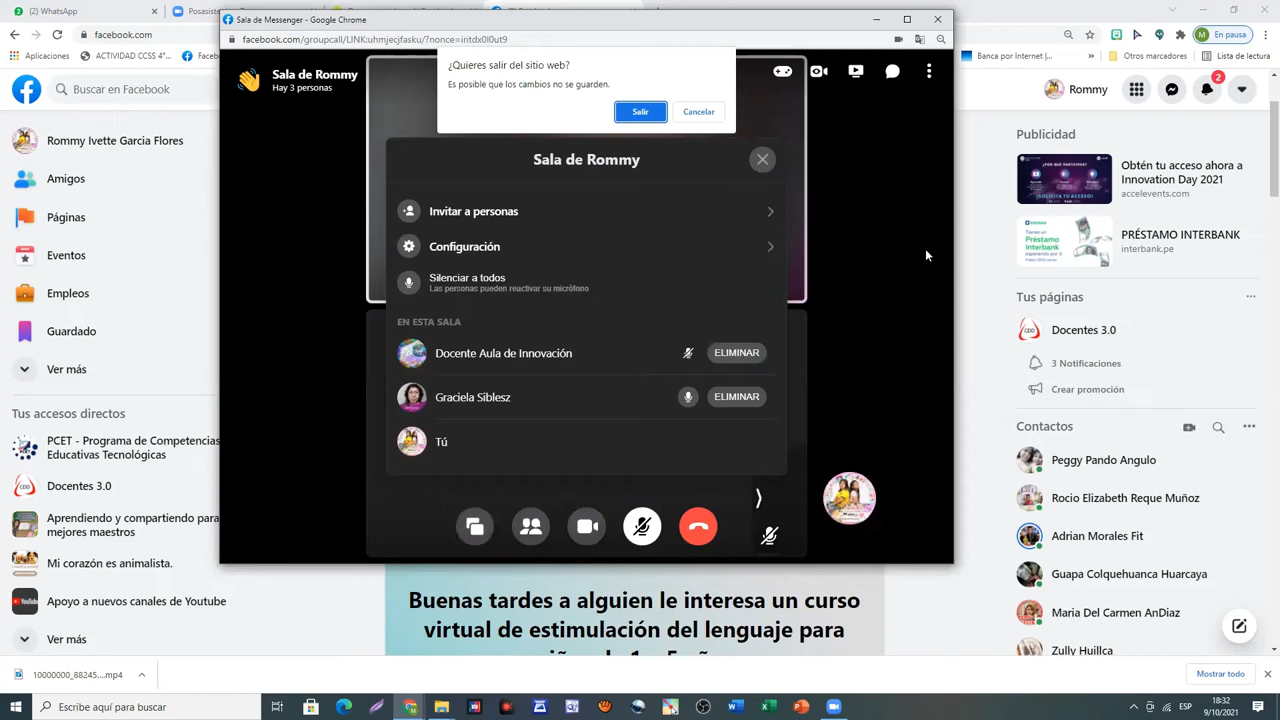 (2) WhatsApp
Posasiste
Sala de Messenger - Google Chrome
facebook.com
facebook.com/groupcall/LINK:uhmjecjfasku/?nonce=iritdx0l0ut9
En pausa
Aplicaciones
ACTIVIDAD CCSS 4°
Faceboo
Banca por Internet |
»
Otros marcadores
Lista de lectura
Buscar en Facebook
Sala de Rommy
Hay 3 personas
¿Quieres salir del sitio web?
Es posible que los cambios no se guarden.
Salir
Cancelar
Rommy
2
Rommy Ivette Garcia Flores
Amigos
Páginas
Eventos
Empleos
Guardado
Ver más
Tus accesos directos
PCET - Programa de Competencias
Educativas Tecnológicas
Docentes 3.0
Aprendiendo y compartiendo para
mejores maestros
Mi corazón es animalista.
Apoyo a nuevos canales de Youtube
Ver más
Sala de Rommy
Invitar a personas
Configuración
Silenciar a todos
Las personas pueden reactivar su micrófono
EN ESTA SALA
Docente Aula de Innovación
ELIMINAR
Graciela Siblesz
ELIMINAR
Tú
Buenas tardes a alguien le interesa un curso
virtual de estimulación del lenguaje para
Publicidad
Obtén tu acceso ahora a
Innovation Day 2021
accelevents.com
PRÉSTAMO INTERBANK
interbank.pe
Tus páginas
Docentes 3.0
3 Notificaciones
Crear promoción
Contactos
Peggy Pando Angulo
Rocio Elizabeth Reque Muñoz
Adrian Morales Fit
Guapa Colquehuanca Huarcaya
Maria Del Carmen AnDiaz
Zully Huillca
10000000_88245....mp4
Mostrar todo
Escribe aquí para buscar
ESP
18:32
9/10/2021